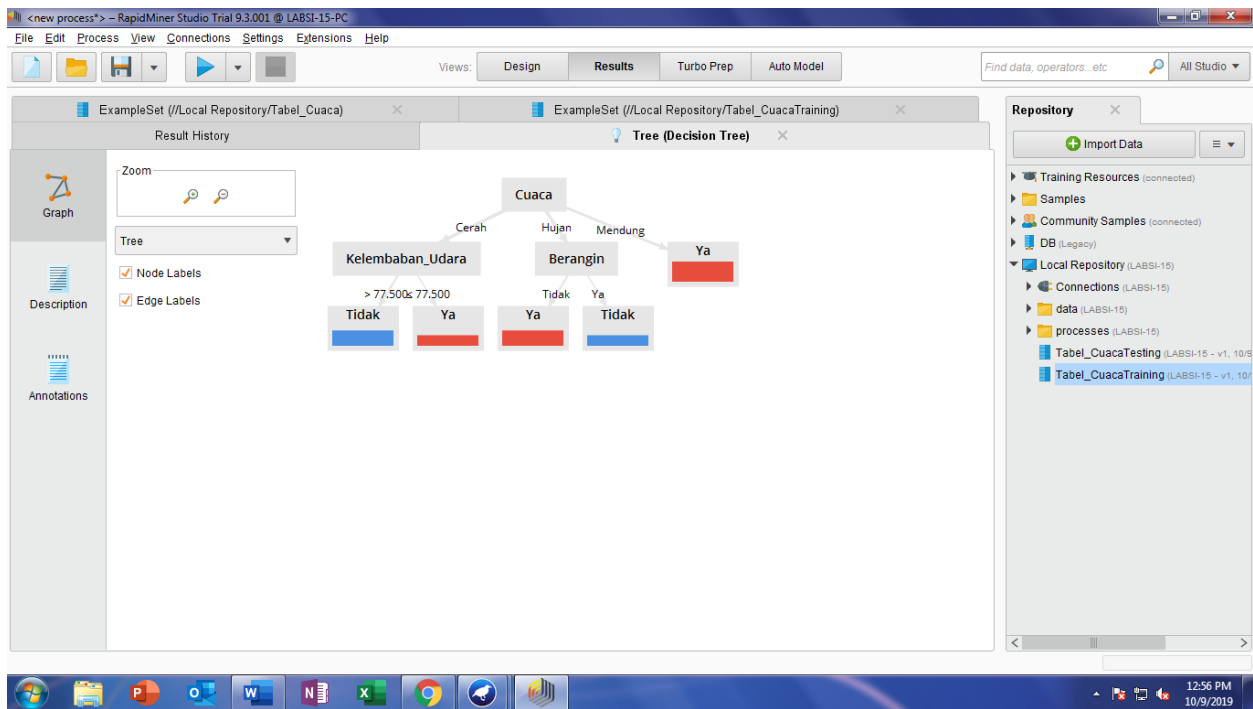 <new process*> – RapidMiner Studio Trial 9.3.001 @ LABSI-15-PC
File Edit Process View Connections Settings Extensions Help
Views: Design Results Turbo Prep Auto Model Find data, operators...etc All Studio
ExampleSet (//Local Repository/Tabel_Cuaca) ExampleSet (//Local Repository/Tabel_CuacaTraining)
Result History Tree (Decision Tree)
Graph
Description
Annotations
Zoom
Tree
Node Labels
Edge Labels
Cuaca
Cerah Hujan Mendung
Kelembaban_Udara Berangin Ya
> 77.500 ≤ 77.500 Tidak Ya
Tidak Ya Ya Tidak
Repository
Import Data
Training Resources (connected)
Samples
Community Samples (connected)
DB (Legacy)
Local Repository (LABSI-15)
Connections (LABSI-15)
data (LABSI-15)
processes (LABSI-15)
Tabel_CuacaTesting (LABSI-15 - v1, 10/9
Tabel_CuacaTraining (LABSI-15 - v1, 10/
12:56 PM
10/9/2019